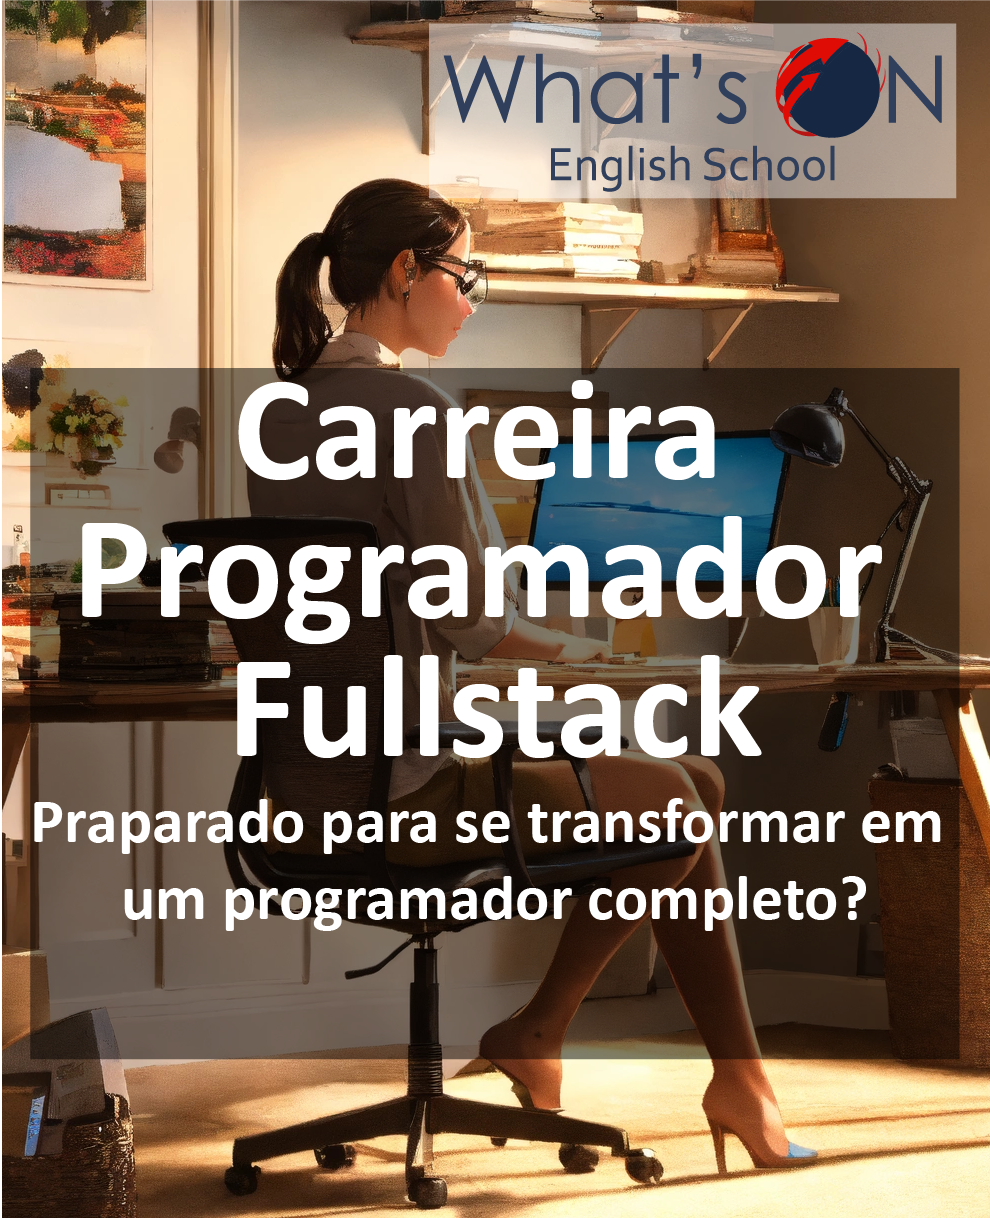 What's ON
English School
Carreira
Programador
Fullstack
Praparado para se transformar em
um programador completo?